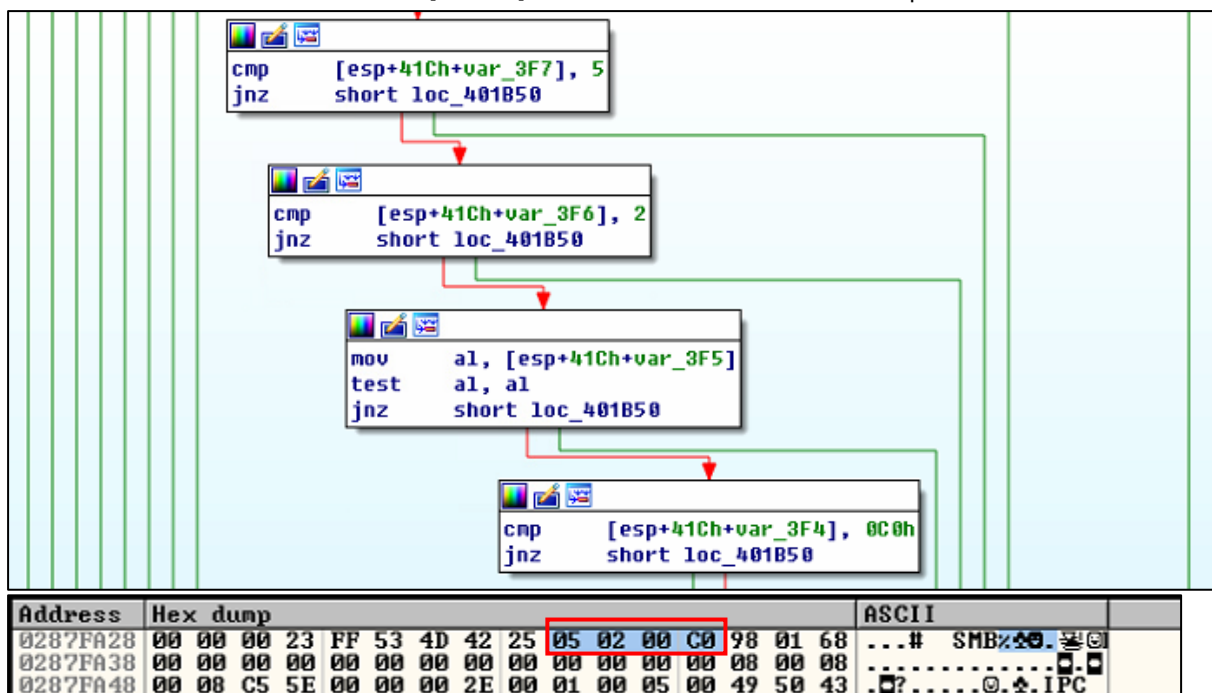 cmp [esp+41Ch+var_3F7], 5
jnz short loc_401B50
cmp [esp+41Ch+var_3F6], 2
jnz short loc_401B50
mov al, [esp+41Ch+var_3F5]
test al, al
jnz short loc_401B50
cmp [esp+41Ch+var_3F4], 0C0h
jnz short loc_401B50
Address Hex dump ASCII
0287FA28 00 00 00 23 FF 53 4D 42 25 05 02 00 C0 98 01 68 ...# SMB%♣☻. ☺
0287FA38 00 00 00 00 00 00 00 00 00 00 00 00 00 08 00 08 .............◘.◘
0287FA48 00 08 C5 5E 00 00 00 2E 00 01 00 05 00 49 50 43 .◘?.....☺.♣.IPC